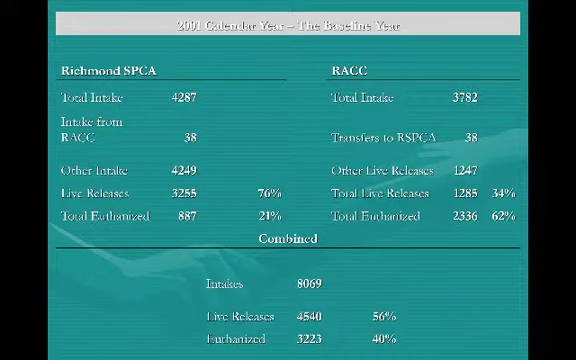 2001 Calendar Year – The Baseline Year
Richmond SPCA RACC
Total Intake 4287 Total Intake 3782
Intake from
RACC 38 Transfers to RSPCA 38
Other Intake 4249 Other Live Releases 1247
Live Releases 3255 76% Total Live Releases 1285 34%
Total Euthanized 887 21% Total Euthanized 2336 62%
Combined
Intakes 8069
Live Releases 4540 56%
Euthanized 3223 40%